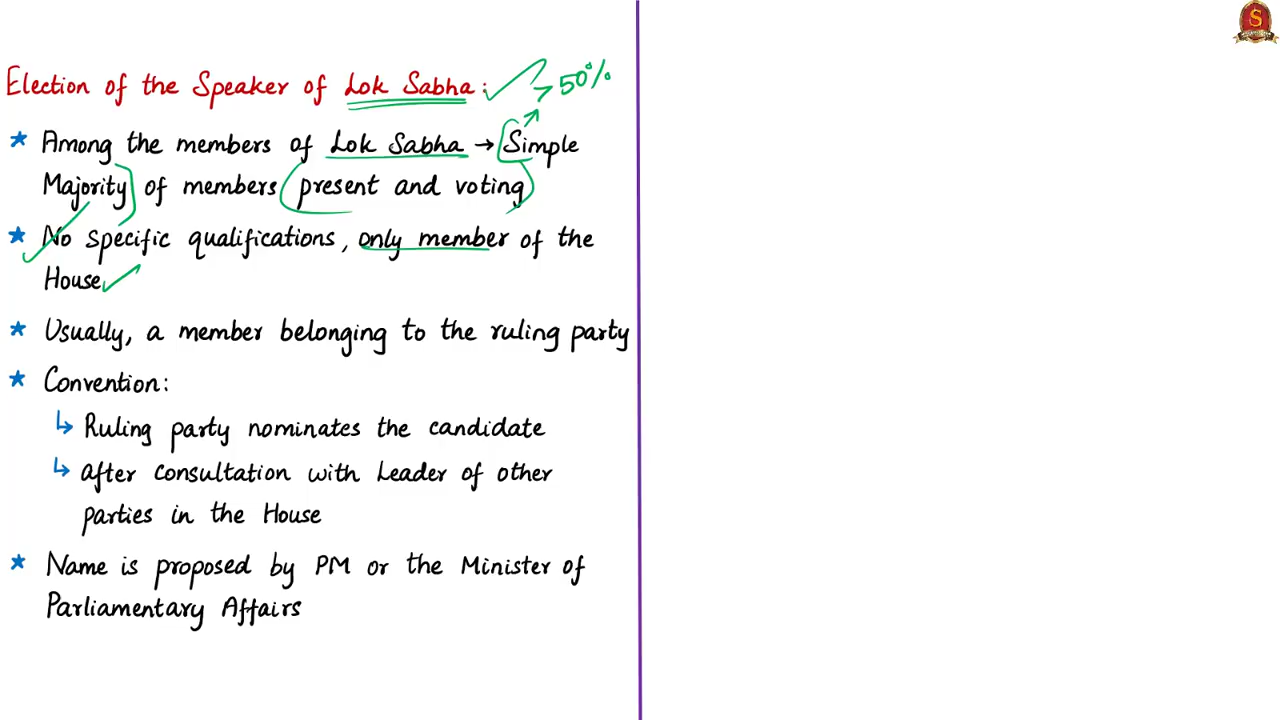 Election of the Speaker of Lok Sabha: > 50%
* Among the members of Lok Sabha → Simple
Majority of members present and voting
* No specific qualifications, only member of the
House
* Usually, a member belonging to the ruling party
* Convention:
↳ Ruling party nominates the candidate
↳ after consultation with Leader of other
parties in the House
* Name is proposed by PM or the Minister of
Parliamentary Affairs
S